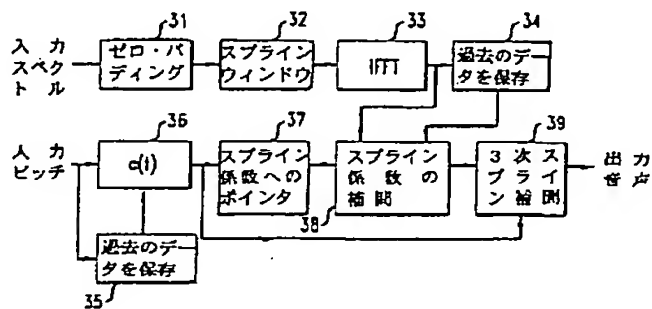 31
32
33
34
入力
スペク
トル
ゼロ・パ
ディング
スプライン
ウィンドウ
IFFT
過去のデー
タを保存
36
37
39
入力
ピッチ
c(t)
スプライン
係数への
ポインタ
スプライン
係数の
補間
3次ス
プライ
ン補間
出力
音声
38
過去のデー
タを保存
35